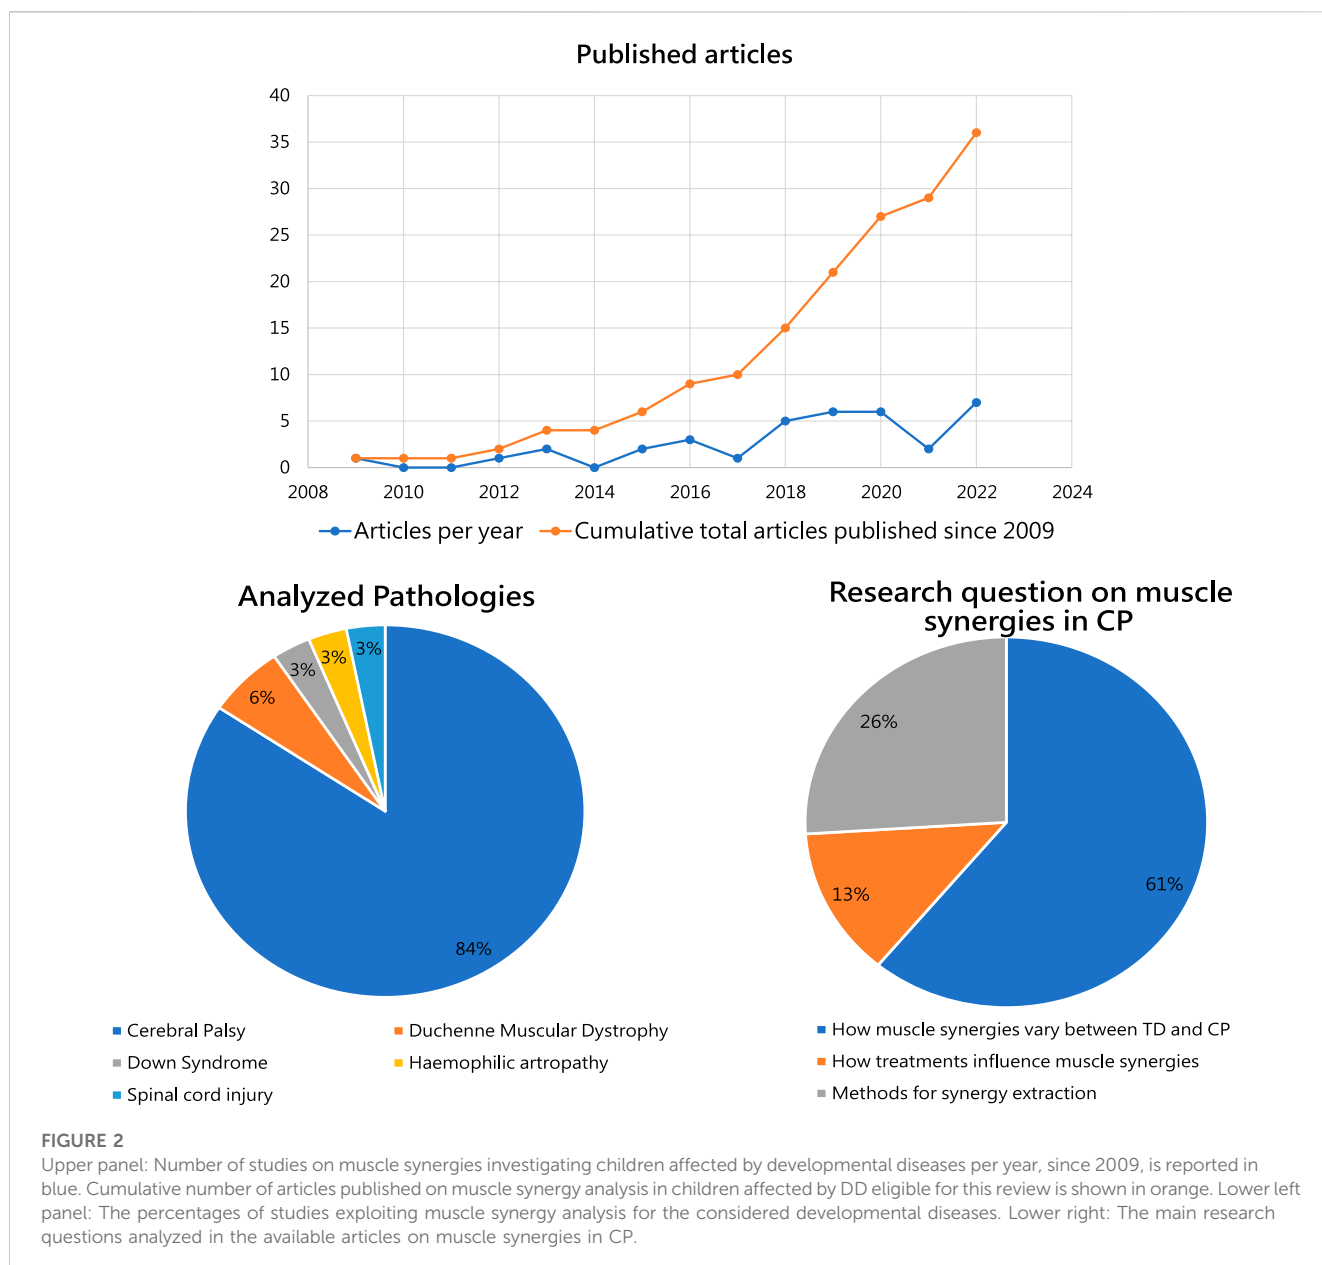 Published articles
40
35
30
25
20
15
10
5
0
2008 2010 2012 2014 2016 2018 2020 2022 2024
Articles per year Cumulative total articles published since 2009
Analyzed Pathologies
3%
3%
3%
6%
84%
Cerebral Palsy Duchenne Muscular Dystrophy
Down Syndrome Haemophilic artropathy
Spinal cord injury
Research question on muscle
synergies in CP
26%
13%
61%
How muscle synergies vary between TD and CP
How treatments influence muscle synergies
Methods for synergy extraction
FIGURE 2
Upper panel: Number of studies on muscle synergies investigating children affected by developmental diseases per year, since 2009, is reported in
blue. Cumulative number of articles published on muscle synergy analysis in children affected by DD eligible for this review is shown in orange. Lower left
panel: The percentages of studies exploiting muscle synergy analysis for the considered developmental diseases. Lower right: The main research
questions analyzed in the available articles on muscle synergies in CP.